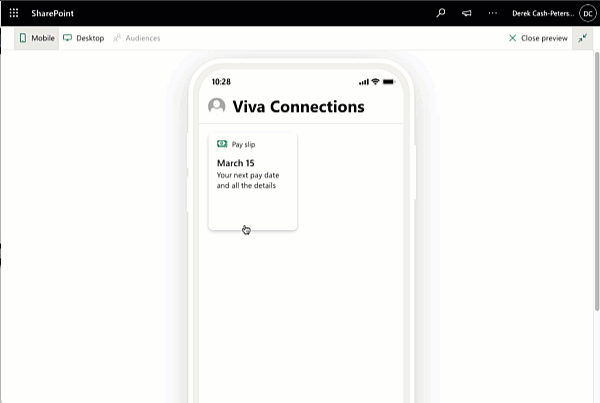 SharePoint
Derek Cash-Peters... DC
Mobile Desktop Audiences Close preview
10:28
Viva Connections
Pay slip
March 15
Your next pay date
and all the details